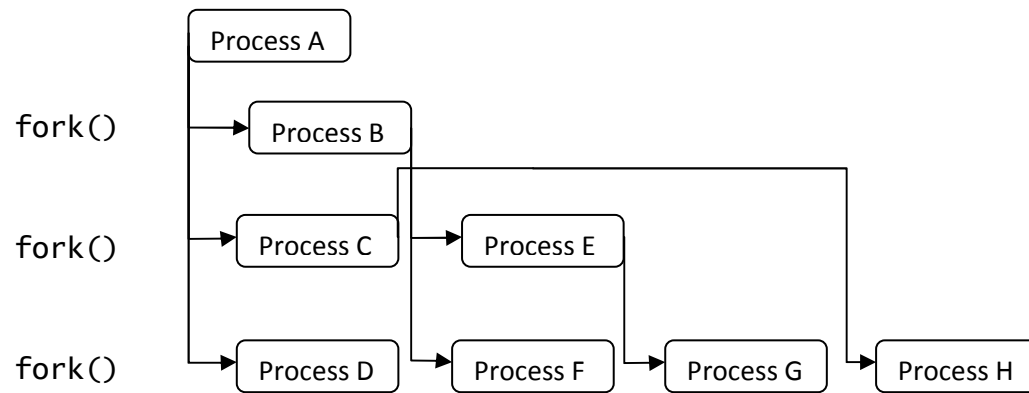 Process A
fork()
Process B
fork()
Process C
Process E
fork()
Process D
Process F
Process G
Process H